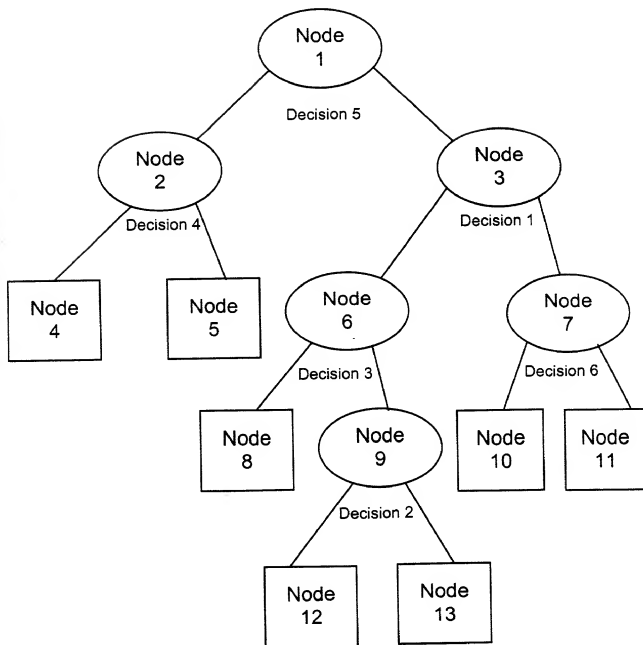 Node
1
Decision 5
Node
2
Node
3
Decision 4
Decision 1
Node
4
Node
5
Node
6
Node
7
Decision 3
Decision 6
Node
8
Node
9
Node
10
Node
11
Decision 2
Node
12
Node
13